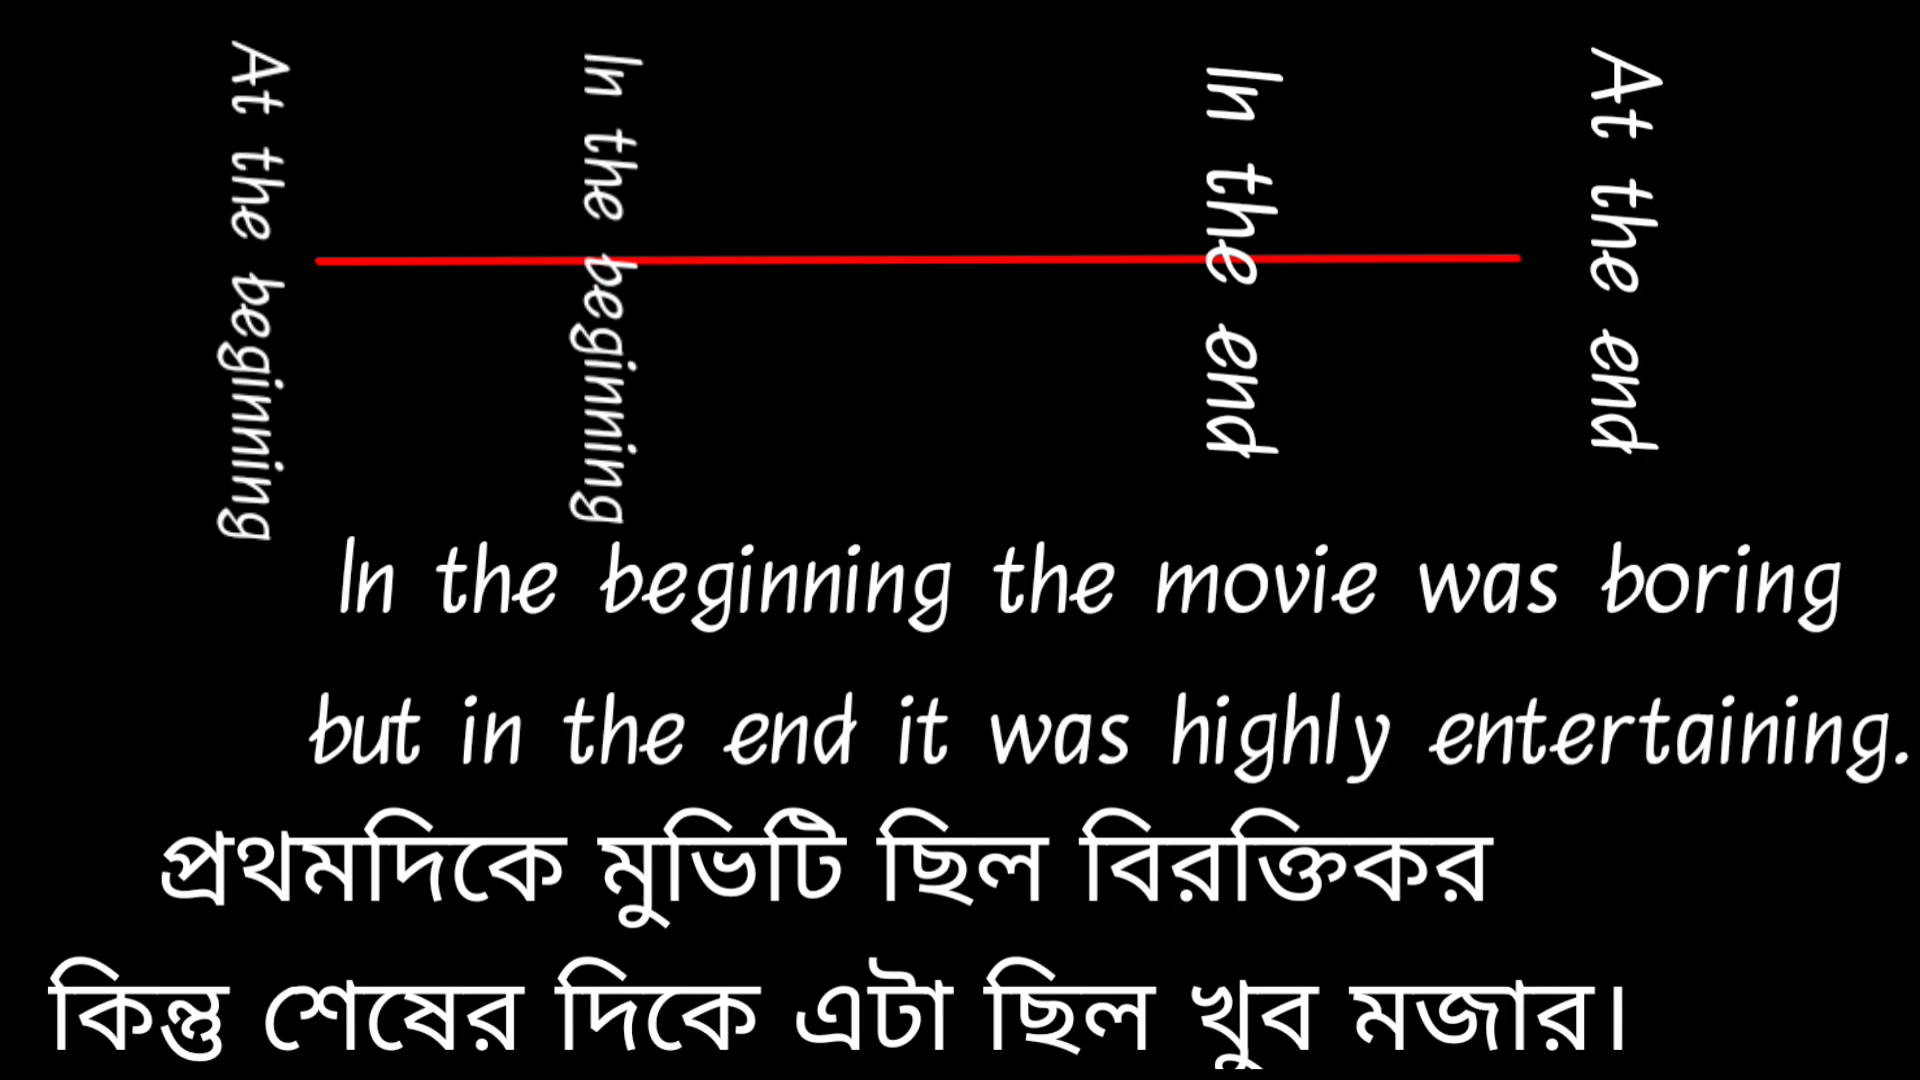 At the beginning
In the beginning
In the end
At the end
In the beginning the movie was boring
but in the end it was highly entertaining.
প্রথমদিকে মুভিটি ছিল বিরক্তিকর
কিন্তু শেষের দিকে এটা ছিল খুব মজার।